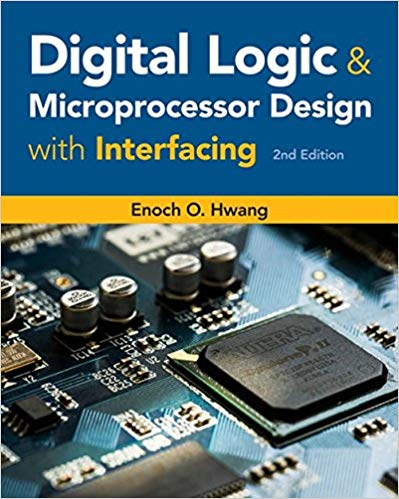 Digital Logic &
Microprocessor Design
with Interfacing 2nd Edition
Enoch O. Hwang